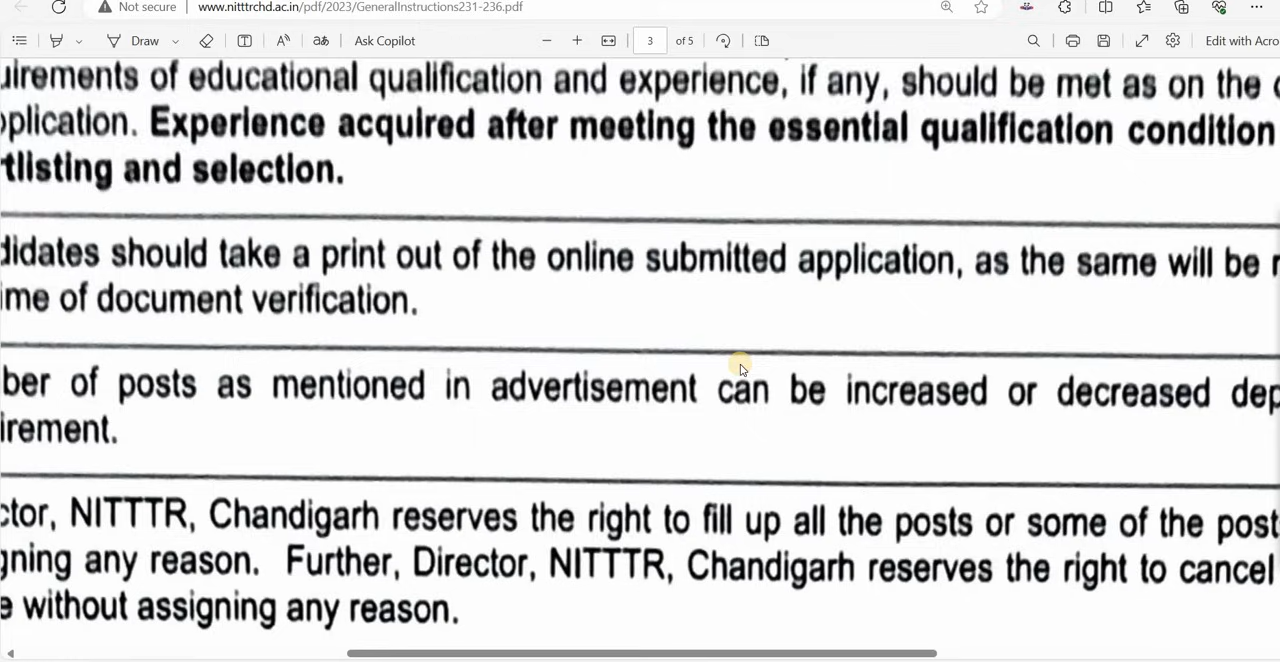 Not secure www.nitttrchd.ac.in/pdf/2023/GeneralInstructions231-236.pdf
Draw aあ Ask Copilot 3 of 5 Edit with Acro
uirements of educational qualification and experience, if any, should be met as on the
pplication. Experience acquired after meeting the essential qualification condition
tlisting and selection.
didates should take a print out of the online submitted application, as the same will be r
ime of document verification.
ber of posts as mentioned in advertisement can be increased or decreased dep
irement.
ctor, NITTTR, Chandigarh reserves the right to fill up all the posts or some of the post
gning any reason. Further, Director, NITTTR, Chandigarh reserves the right to cancel
e without assigning any reason.